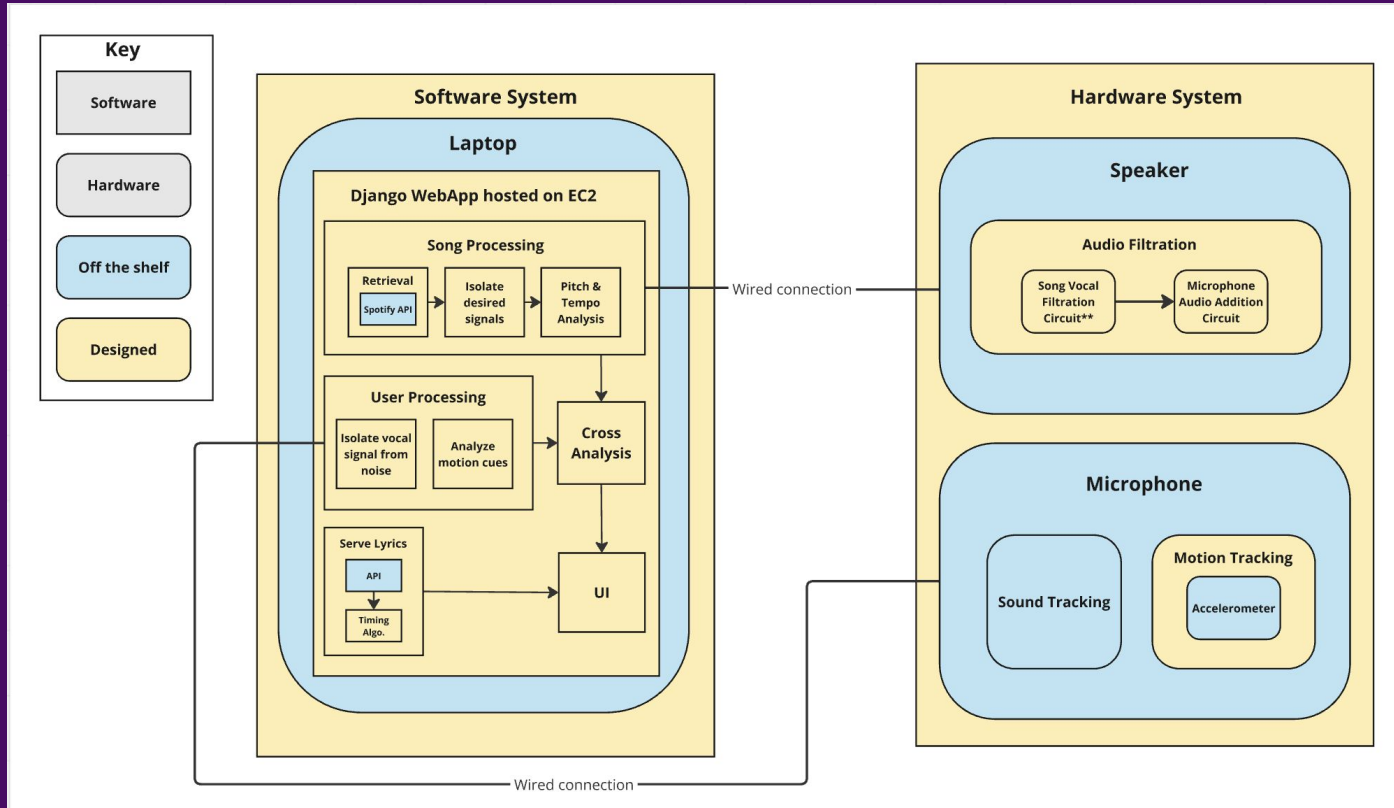 Key
Software
Hardware
Off the shelf
Designed
Software System
Laptop
Django WebApp hosted on EC2
Song Processing
Retrieval
Spotify API
Isolate
desired
signals
Pitch &
Tempo
Analysis
User Processing
Isolate vocal
signal from
noise
Analyze
motion cues
Cross
Analysis
Serve Lyrics
API
Timing
Algo.
UI
Wired connection
Wired connection
Hardware System
Speaker
Audio Filtration
Song Vocal
Filtration
Circuit**
Microphone
Audio Addition
Circuit
Microphone
Sound Tracking
Motion Tracking
Accelerometer